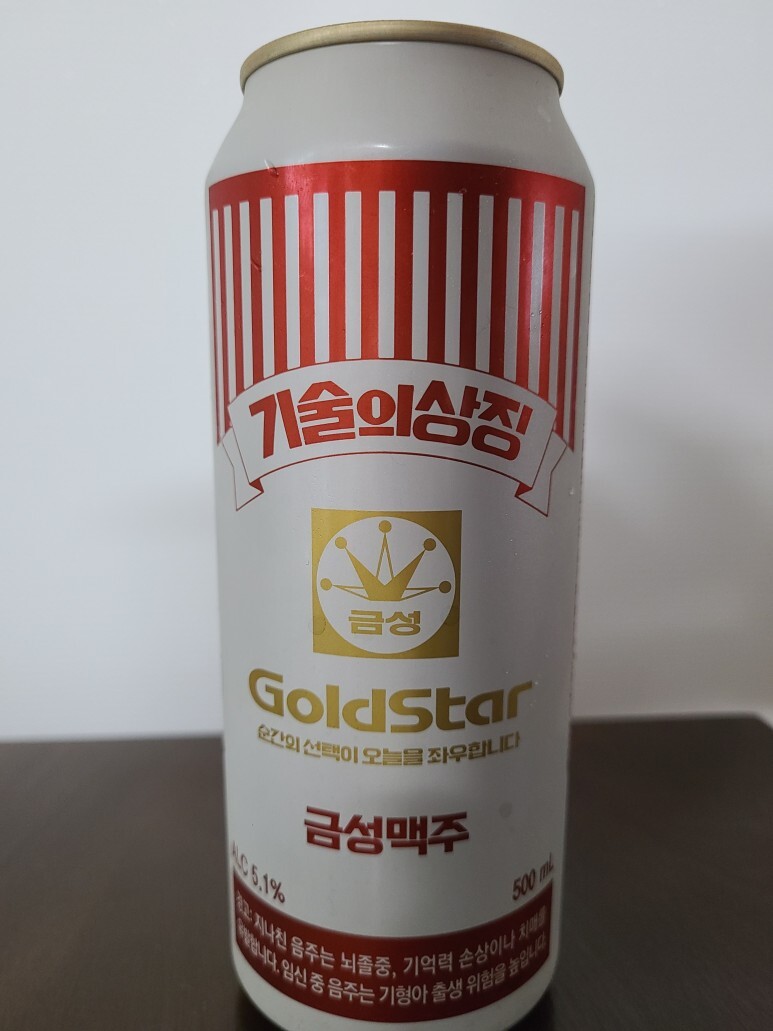 기술의상징
금성
GoldStar
순간의 선택이 오늘을 좌우합니다
금성맥주
ALC 5.1%
500 mL
경고: 지나친 음주는 뇌졸중, 기억력 손상이나 치매를
유발합니다. 임신 중 음주는 기형아 출생 위험을 높입니다.